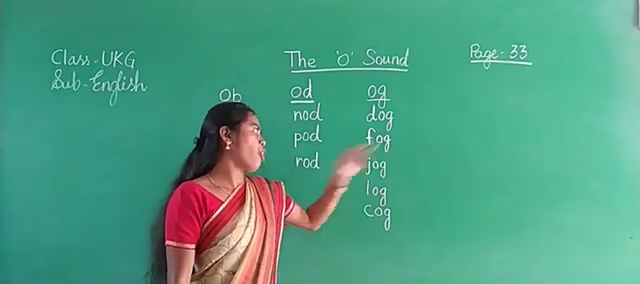 Class-UKG
Sub-English
The 'O' Sound
Page-33
Ob
od
nod
pod
rod
og
dog
fog
jog
log
cog